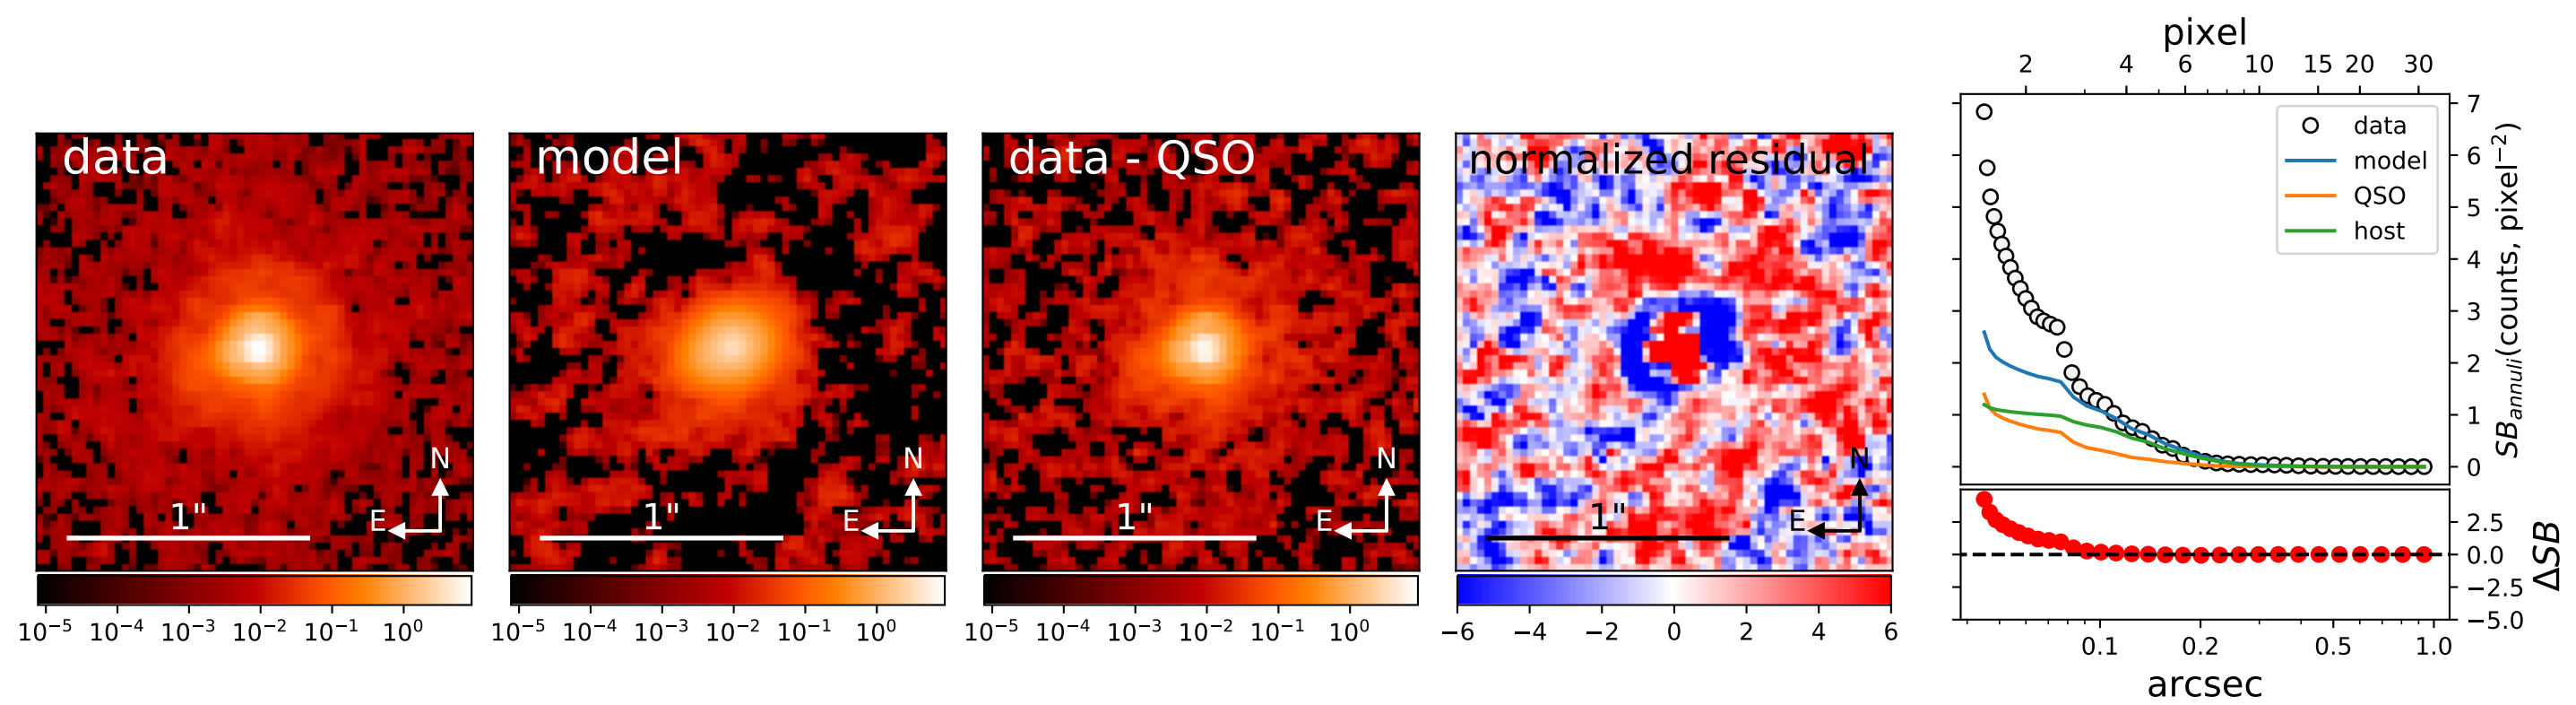 data
N
E
1"
10⁻⁵ 10⁻⁴ 10⁻³ 10⁻² 10⁻¹ 10⁰
model
N
E
1"
10⁻⁵ 10⁻⁴ 10⁻³ 10⁻² 10⁻¹ 10⁰
data - QSO
N
E
1"
10⁻⁵ 10⁻⁴ 10⁻³ 10⁻² 10⁻¹ 10⁰
normalized residual
N
E
1"
−6 −4 −2 0 2 4 6
pixel
2 4 6 10 15 20 30
data
model
QSO
host
7
6
5
4
3
2
1
0
SB_annuli(counts, pixel⁻²)
2.5
0.0
−2.5
−5.0
ΔSB
0.1 0.2 0.5 1.0
arcsec